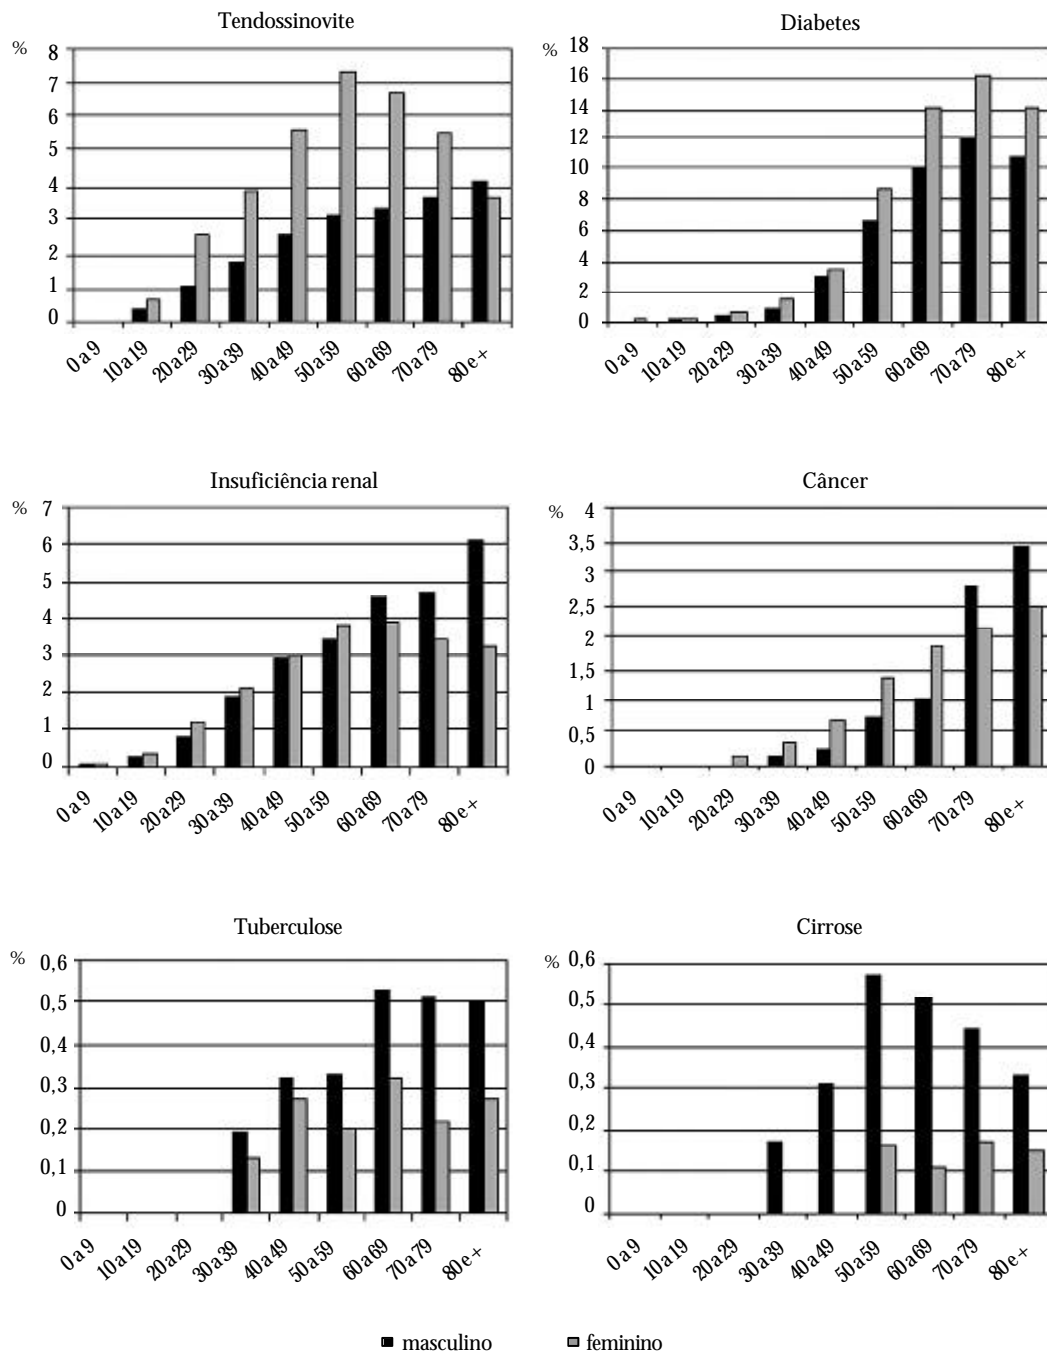 Tendossinovite
%
8
7
6
5
4
3
2
1
0
0 a 9
10 a 19
20 a 29
30 a 39
40 a 49
50 a 59
60 a 69
70 a 79
80 e +
Diabetes
%
18
16
14
12
10
8
6
4
2
0
0 a 9
10 a 19
20 a 29
30 a 39
40 a 49
50 a 59
60 a 69
70 a 79
80 e +
Insuficiência renal
%
7
6
5
4
3
2
1
0
0 a 9
10 a 19
20 a 29
30 a 39
40 a 49
50 a 59
60 a 69
70 a 79
80 e +
Câncer
%
4
3,5
3
2,5
2
1,5
1
0,5
0
0 a 9
10 a 19
20 a 29
30 a 39
40 a 49
50 a 59
60 a 69
70 a 79
80 e +
Tuberculose
%
0,6
0,5
0,4
0,3
0,2
0,1
0
0 a 9
10 a 19
20 a 29
30 a 39
40 a 49
50 a 59
60 a 69
70 a 79
80 e +
Cirrose
%
0,6
0,5
0,4
0,3
0,2
0,1
0
0 a 9
10 a 19
20 a 29
30 a 39
40 a 49
50 a 59
60 a 69
70 a 79
80 e +
masculino feminino